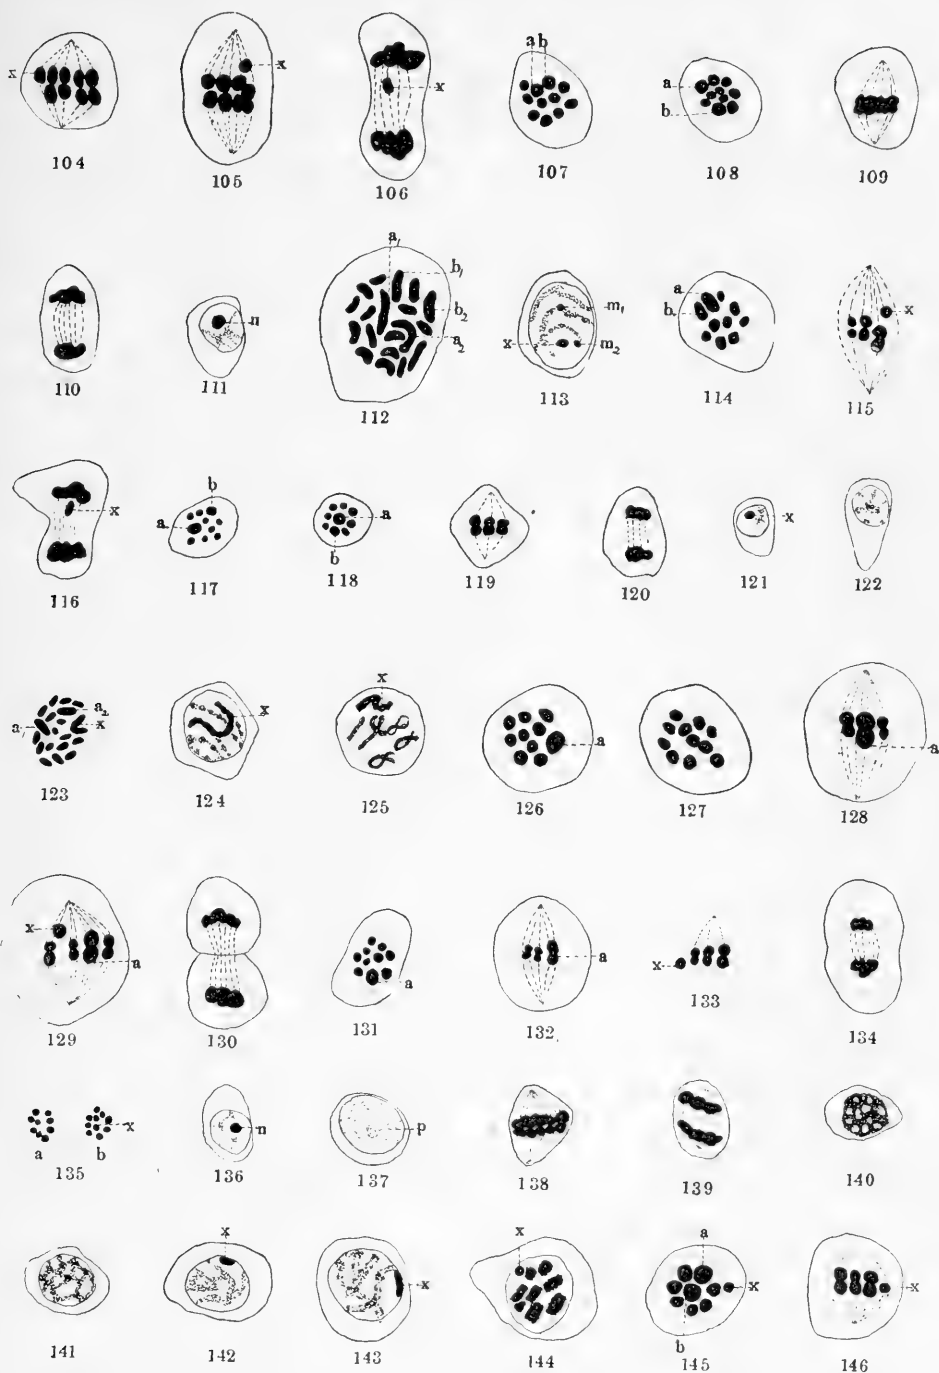 x
104
x
105
x
106
a b
107
a
b
108
109
110
n
111
a1
b1
b2
a2
112
m1
x
m2
113
a
b
114
x
115
x
116
b
a
117
a
b
118
119
120
x
121
122
a2
a1
x
123
x
124
x
125
a
126
127
a
128
x
a
129
130
a
131
a
132
x
133
134
x
a b
135
n
136
p
137
138
139
140
141
x
142
x
143
x
144
a
x
b
145
x
146